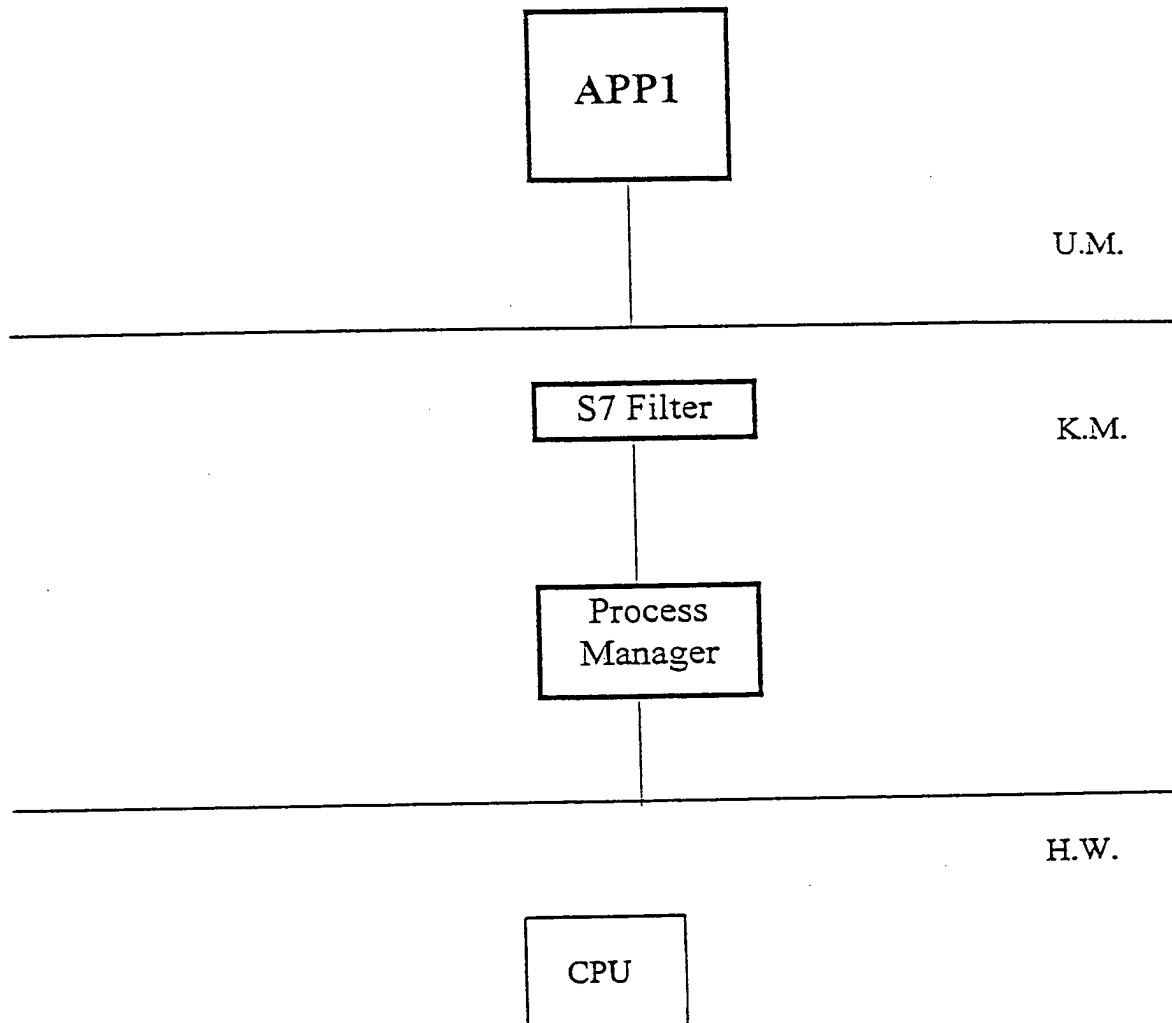 APP1
U.M.
S7 Filter
K.M.
Process
Manager
H.W.
CPU